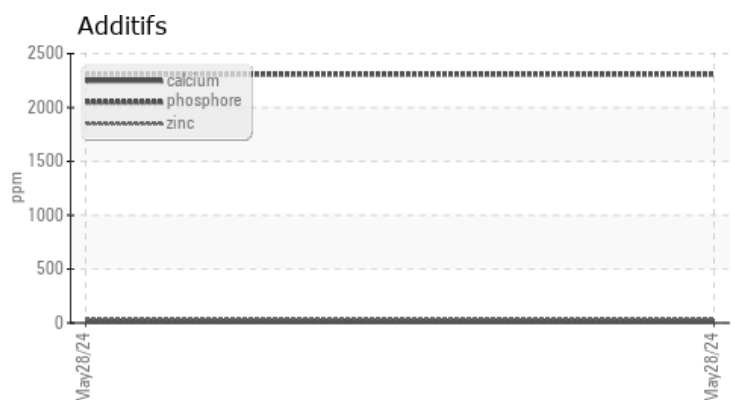 Additifs
2500
2000
1500
1000
500
0
ppm
calcium
phosphore
zinc
May28/24
May28/24